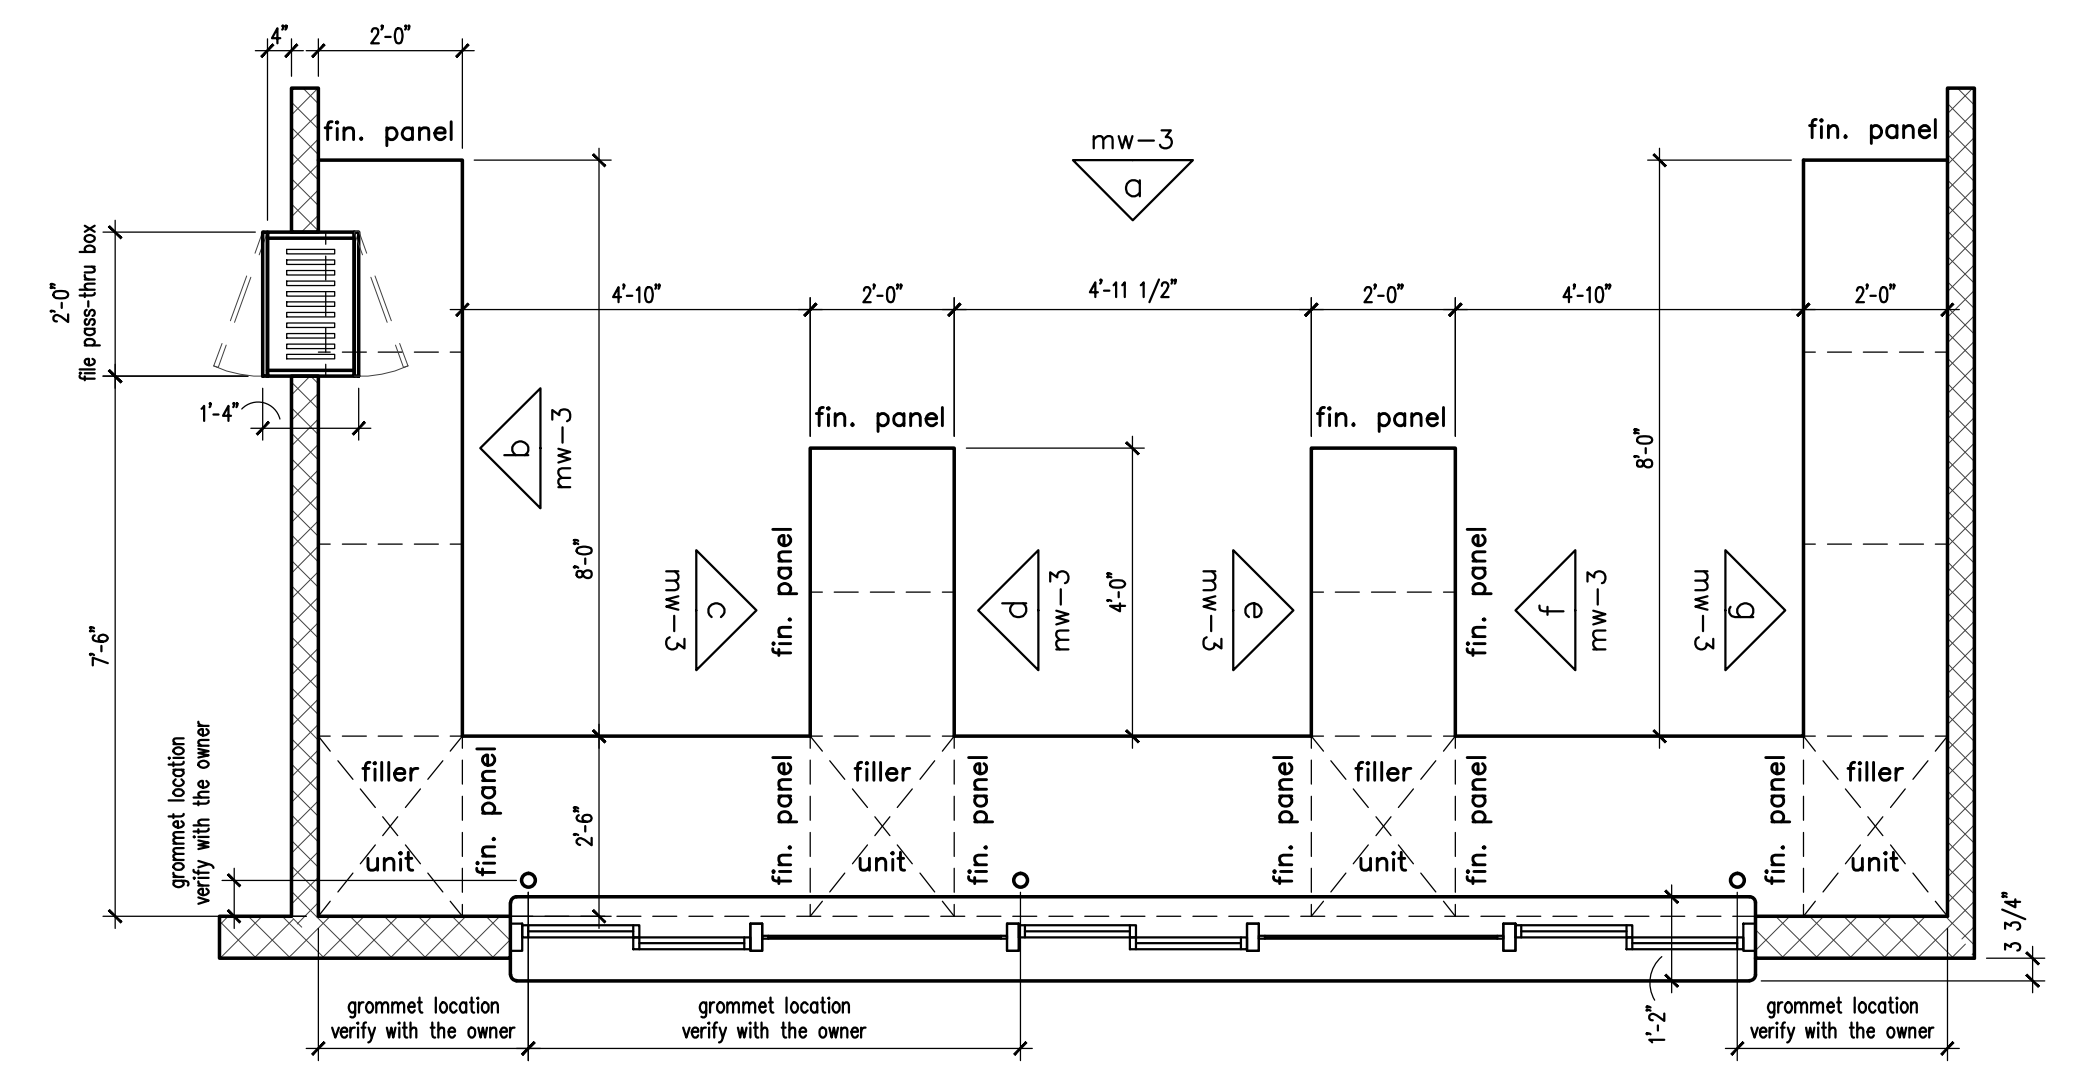 4"
2'-0"
fin. panel
fin. panel
mw-3
a
2'-0"
file pass-thru box
4'-10"
2'-0"
4'-11 1/2"
2'-0"
4'-10"
2'-0"
1'-4"
b
mw-3
fin. panel
fin. panel
8'-0"
8'-0"
7'-6"
mw-3
c
fin. panel
d
mw-3
4'-0"
mw-3
e
fin. panel
f
mw-3
mw-3
g
grommet location
verify with the owner
filler
unit
fin. panel
2'-6"
fin. panel
filler
unit
fin. panel
fin. panel
filler
unit
fin. panel
fin. panel
filler
unit
3 3/4"
1'-2"
grommet location
verify with the owner
grommet location
verify with the owner
grommet location
verify with the owner